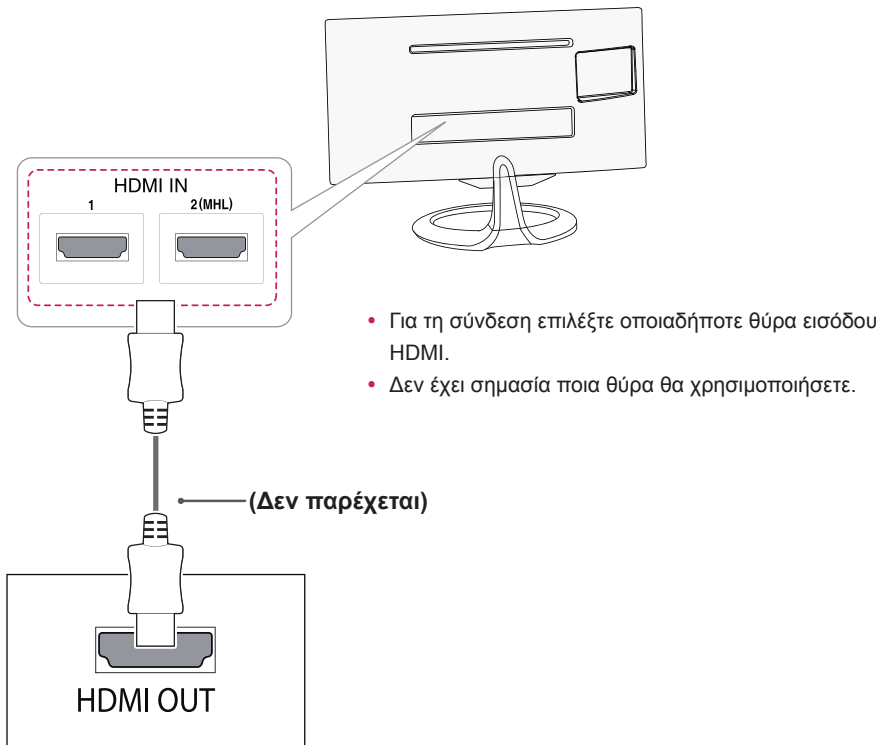 HDMI IN
1
2(MHL)
• Για τη σύνδεση επιλέξτε οποιαδήποτε θύρα εισόδου
HDMI.
• Δεν έχει σημασία ποια θύρα θα χρησιμοποιήσετε.
(Δεν παρέχεται)
HDMI OUT